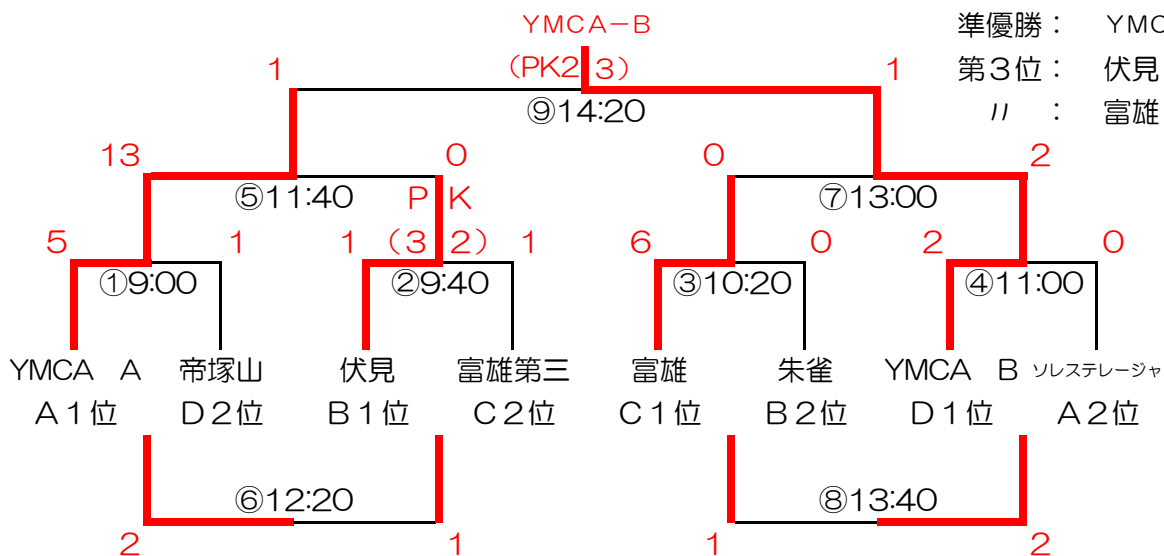 YMCA－B
準優勝： YMC
1 （PK2 3） 1
第３位： 伏見
⑨14:20
〃 ： 富雄
13 0 0 2
⑤11:40 ⑦13:00
P K
5 1 1 （3 2） 1 6 0 2 0
①9:00 ②9:40 ③10:20 ④11:00
YMCA A 帝塚山 伏見 富雄第三 富雄 朱雀 YMCA B ソレステレージャ
A１位 D２位 B１位 C２位 C１位 B２位 D１位 A２位
⑥12:20 ⑧13:40
2 1 1 2